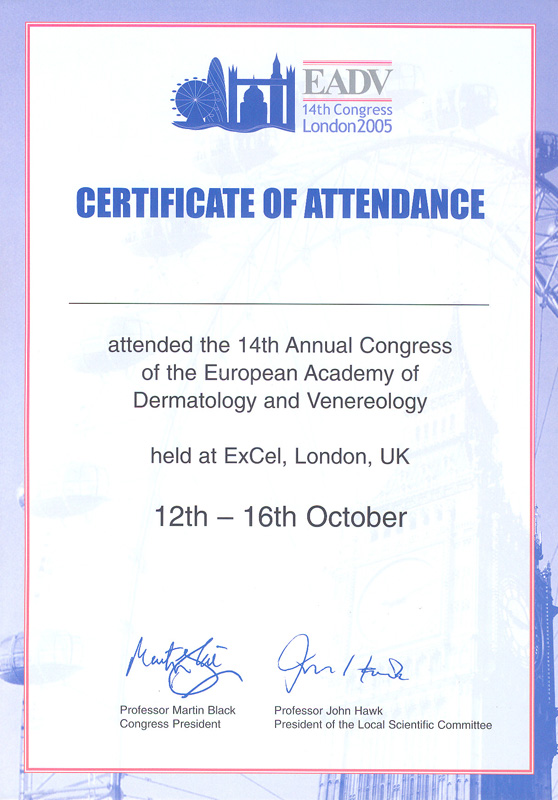 EADV
14th Congress
London2005
CERTIFICATE OF ATTENDANCE
attended the 14th Annual Congress
of the European Academy of
Dermatology and Venereology
held at ExCel, London, UK
12th – 16th October
Professor Martin Black
Congress President
Professor John Hawk
President of the Local Scientific Committee